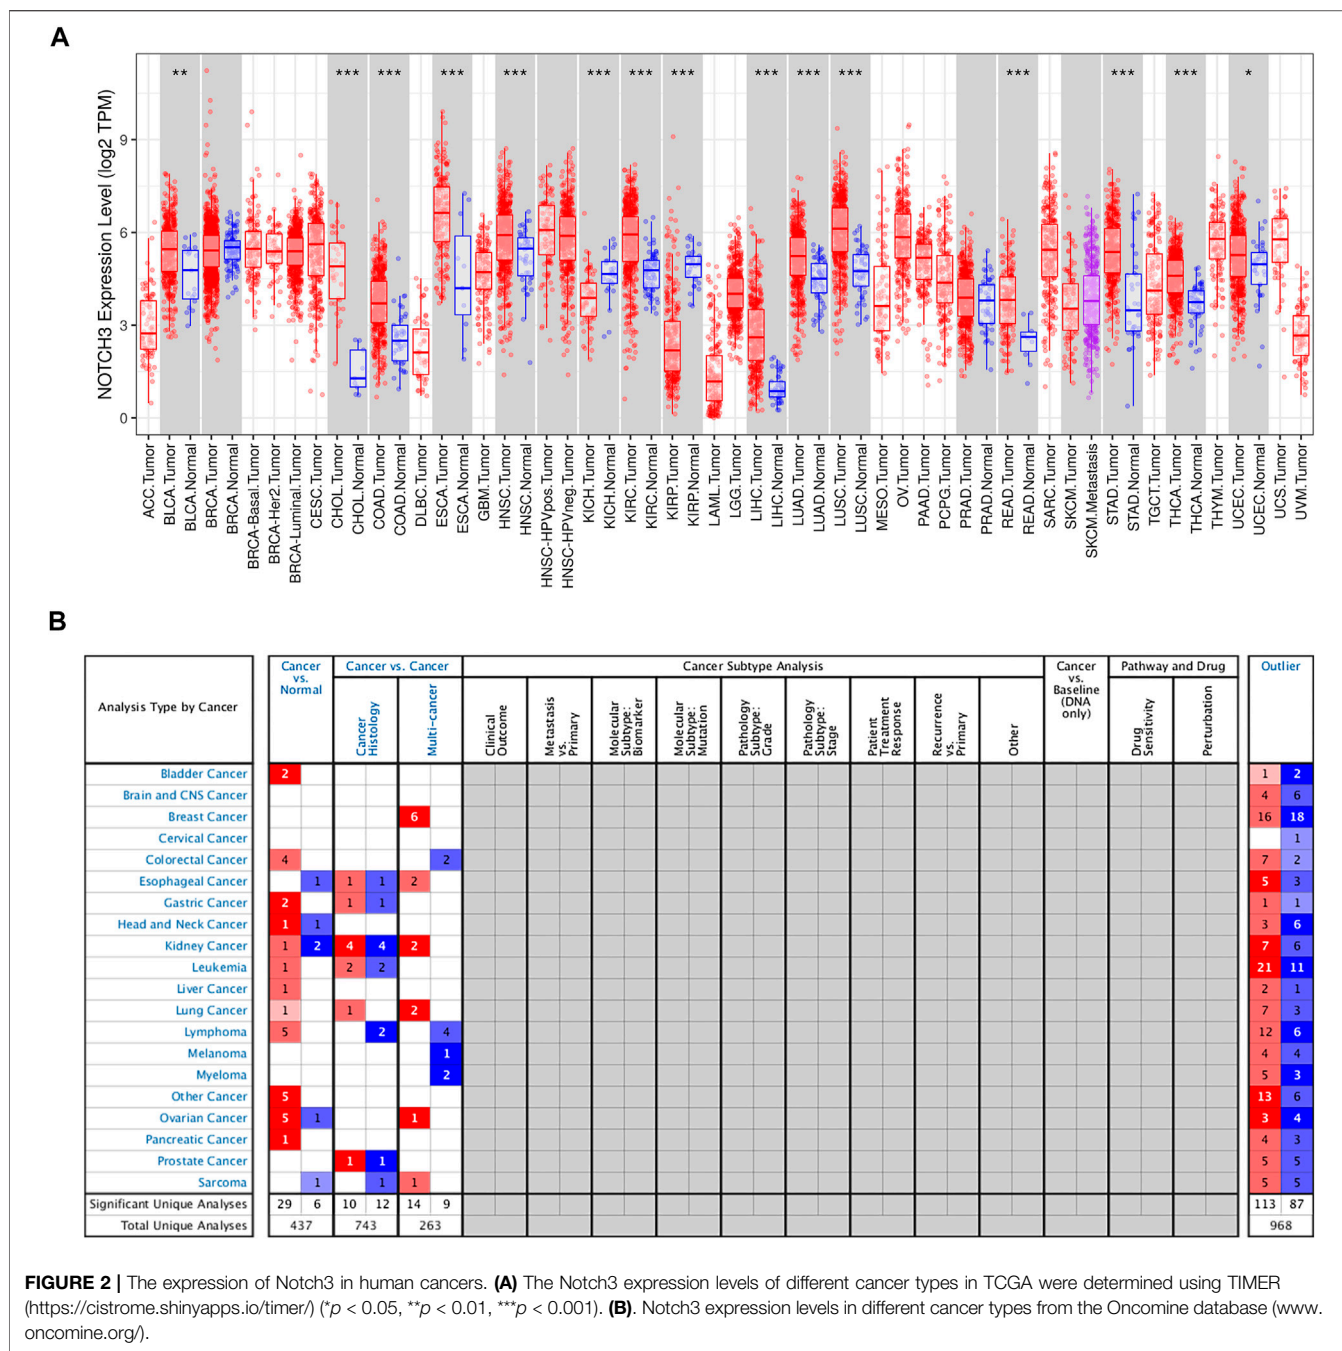 A
NOTCH3 Expression Level (log2 TPM)
9
6
3
0
** *** *** *** *** *** *** *** *** *** *** *** *** *** *
ACC.Tumor
BLCA.Tumor
BLCA.Normal
BRCA.Tumor
BRCA.Normal
BRCA-Basal.Tumor
BRCA-Her2.Tumor
BRCA-Luminal.Tumor
CESC.Tumor
CHOL.Tumor
CHOL.Normal
COAD.Tumor
COAD.Normal
DLBC.Tumor
ESCA.Tumor
ESCA.Normal
GBM.Tumor
HNSC.Tumor
HNSC.Normal
HNSC-HPVpos.Tumor
HNSC-HPVneg.Tumor
KICH.Tumor
KICH.Normal
KIRC.Tumor
KIRC.Normal
KIRP.Tumor
KIRP.Normal
LAML.Tumor
LGG.Tumor
LIHC.Tumor
LIHC.Normal
LUAD.Tumor
LUAD.Normal
LUSC.Tumor
LUSC.Normal
MESO.Tumor
OV.Tumor
PAAD.Tumor
PCPG.Tumor
PRAD.Tumor
PRAD.Normal
READ.Tumor
READ.Normal
SARC.Tumor
SKCM.Tumor
SKCM.Metastasis
STAD.Tumor
STAD.Normal
TGCT.Tumor
THCA.Tumor
THCA.Normal
THYM.Tumor
UCEC.Tumor
UCEC.Normal
UCS.Tumor
UVM.Tumor
B
Analysis Type by Cancer
Cancer
vs.
Normal
Cancer vs. Cancer
Cancer
Histology
Multi-cancer
Cancer Subtype Analysis
Clinical
Outcome
Metastasis
vs.
Primary
Molecular
Subtype:
Biomarker
Molecular
Subtype:
Mutation
Pathology
Subtype:
Grade
Pathology
Subtype:
Stage
Patient
Treatment
Response
Recurrence
vs.
Primary
Other
Cancer
vs.
Baseline
(DNA
only)
Pathway and Drug
Drug
Sensitivity
Perturbation
Outlier
Bladder Cancer 2 1 2
Brain and CNS Cancer 4 6
Breast Cancer 6 16 18
Cervical Cancer 1
Colorectal Cancer 4 2 7 2
Esophageal Cancer 1 1 1 2 5 3
Gastric Cancer 2 1 1 1 1
Head and Neck Cancer 1 1 3 6
Kidney Cancer 1 2 4 4 2 7 6
Leukemia 1 2 2 21 11
Liver Cancer 1 2 1
Lung Cancer 1 1 2 7 3
Lymphoma 5 2 4 12 6
Melanoma 1 4 4
Myeloma 2 5 3
Other Cancer 5 13 6
Ovarian Cancer 5 1 1 3 4
Pancreatic Cancer 1 4 3
Prostate Cancer 1 1 5 5
Sarcoma 1 1 1 5 5
Significant Unique Analyses 29 6 10 12 14 9 113 87
Total Unique Analyses 437 743 263 968
FIGURE 2 | The expression of Notch3 in human cancers. (A) The Notch3 expression levels of different cancer types in TCGA were determined using TIMER
(https://cistrome.shinyapps.io/timer/) (*p < 0.05, **p < 0.01, ***p < 0.001). (B). Notch3 expression levels in different cancer types from the Oncomine database (www.
oncomine.org/).